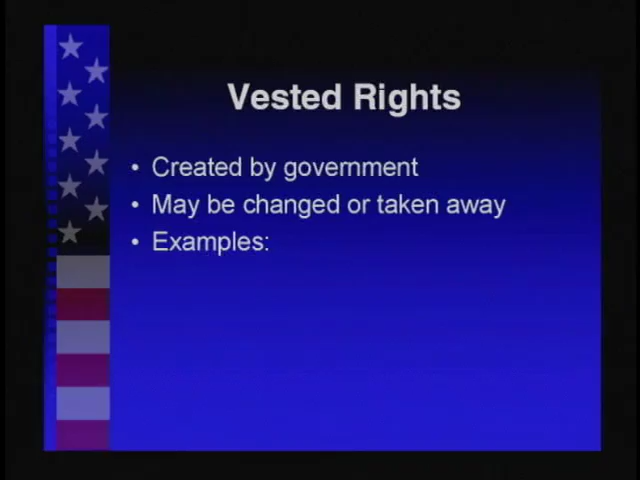 Vested Rights
• Created by government
• May be changed or taken away
• Examples: